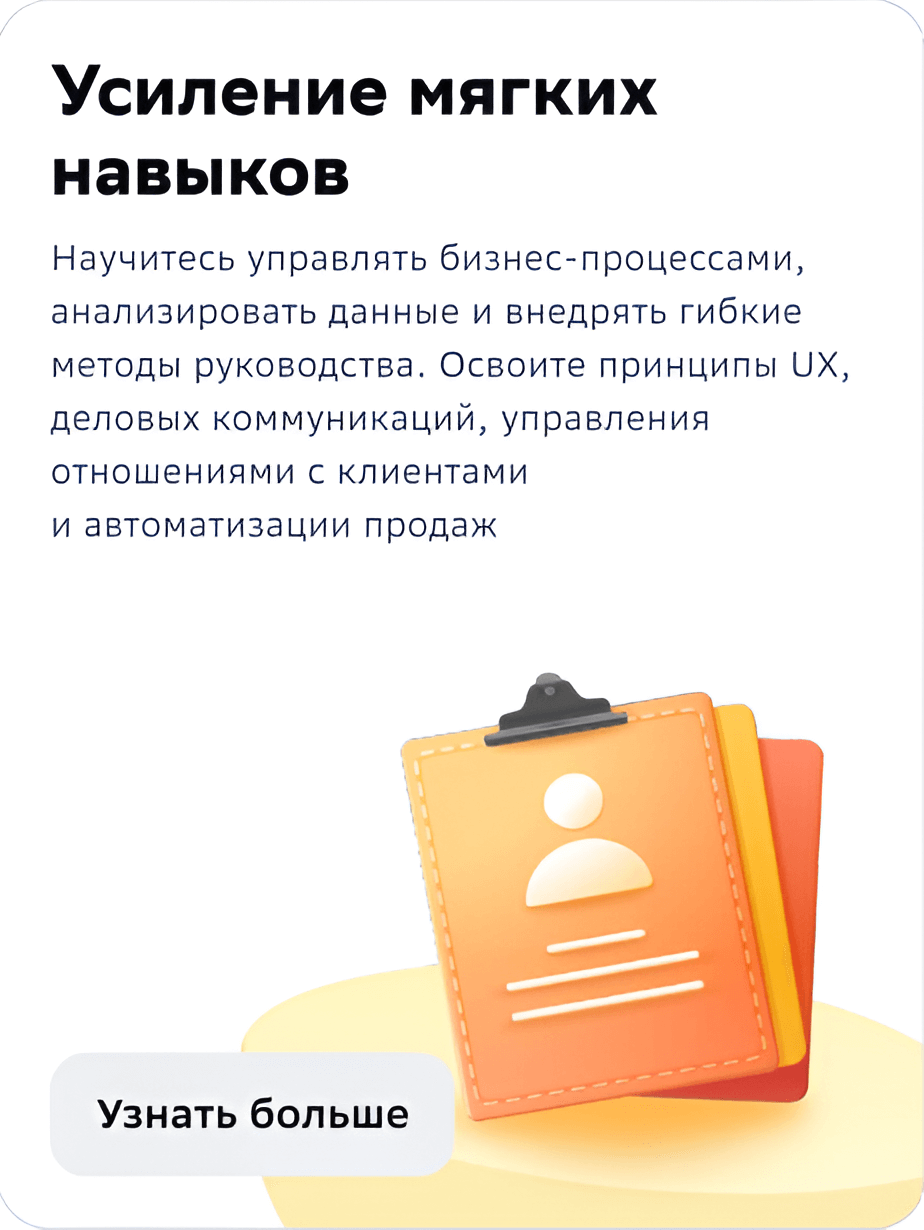 Усиление мягких
навыков
Научитесь управлять бизнес-процессами,
анализировать данные и внедрять гибкие
методы руководства. Освоите принципы UX,
деловых коммуникаций, управления
отношениями с клиентами
и автоматизации продаж
Узнать больше